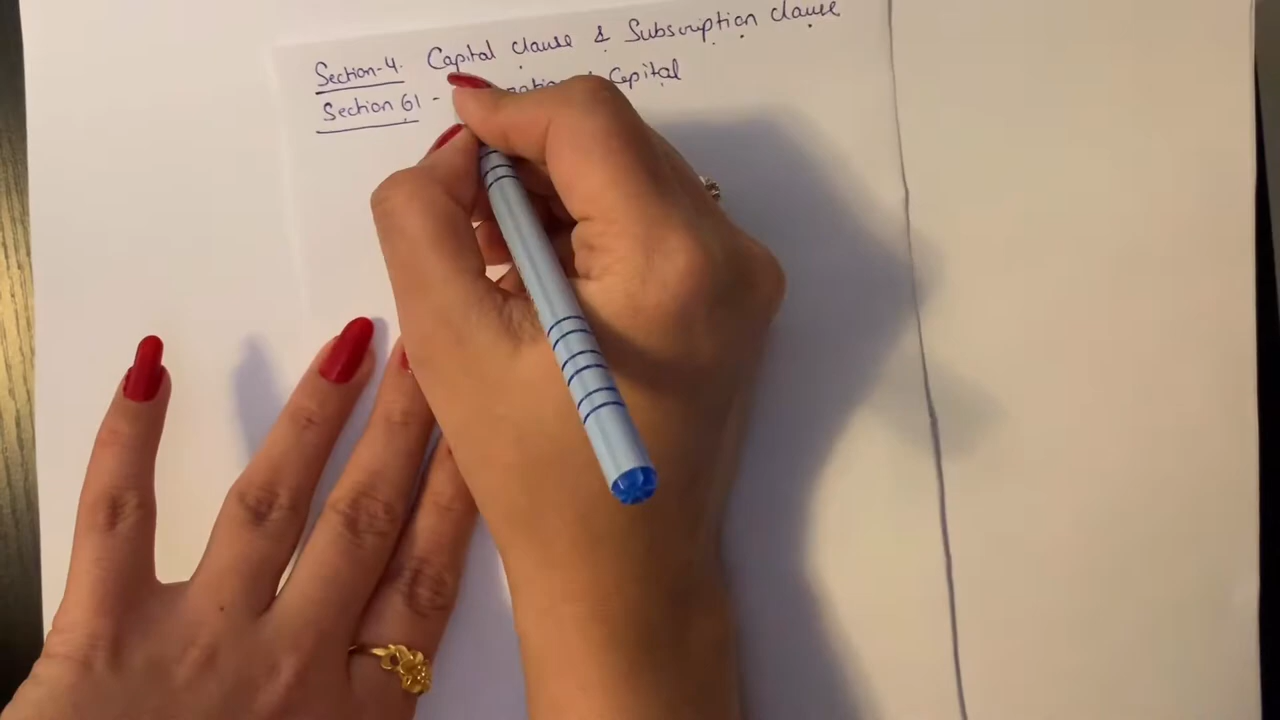 Section-4. Capital clause & Subscription clause
Section 61 - Capital